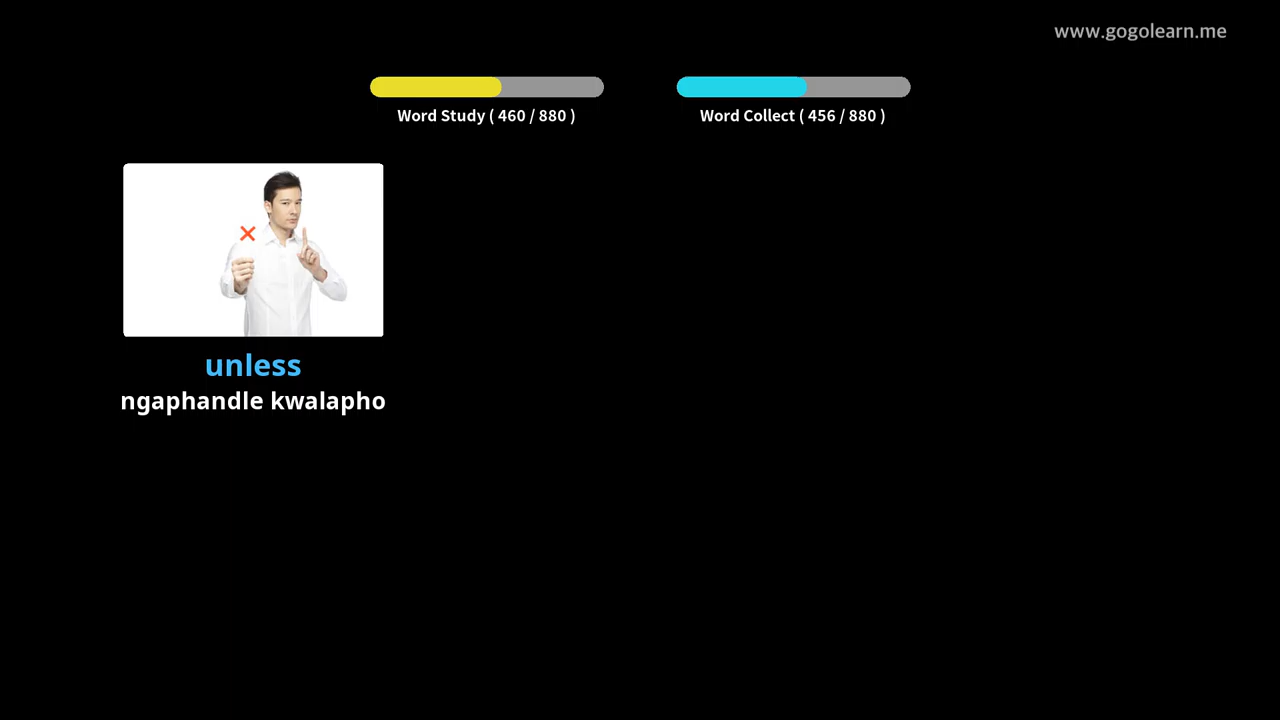 www.gogolearn.me
Word Study ( 460 / 880 )
Word Collect ( 456 / 880 )
unless
ngaphandle kwalapho